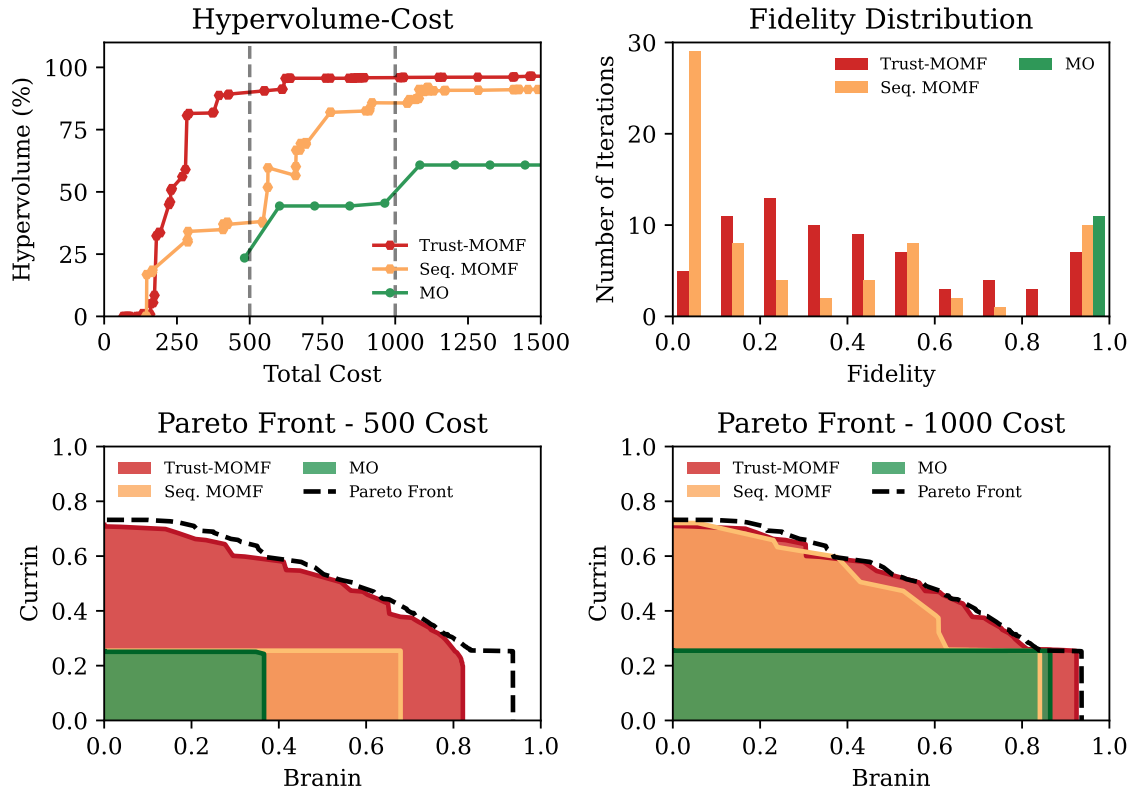 Hypervolume-Cost
Hypervolume (%)
100
75
50
25
0
0 250 500 750 1000 1250 1500
Total Cost
Trust-MOMF
Seq. MOMF
MO
Fidelity Distribution
Number of Iterations
30
20
10
0
0.0 0.2 0.4 0.6 0.8 1.0
Fidelity
Trust-MOMF MO
Seq. MOMF
Pareto Front - 500 Cost
Currin
1.0
0.8
0.6
0.4
0.2
0.0
0.0 0.2 0.4 0.6 0.8 1.0
Branin
Trust-MOMF MO
Seq. MOMF Pareto Front
Pareto Front - 1000 Cost
Currin
1.0
0.8
0.6
0.4
0.2
0.0
0.0 0.2 0.4 0.6 0.8 1.0
Branin
Trust-MOMF MO
Seq. MOMF Pareto Front